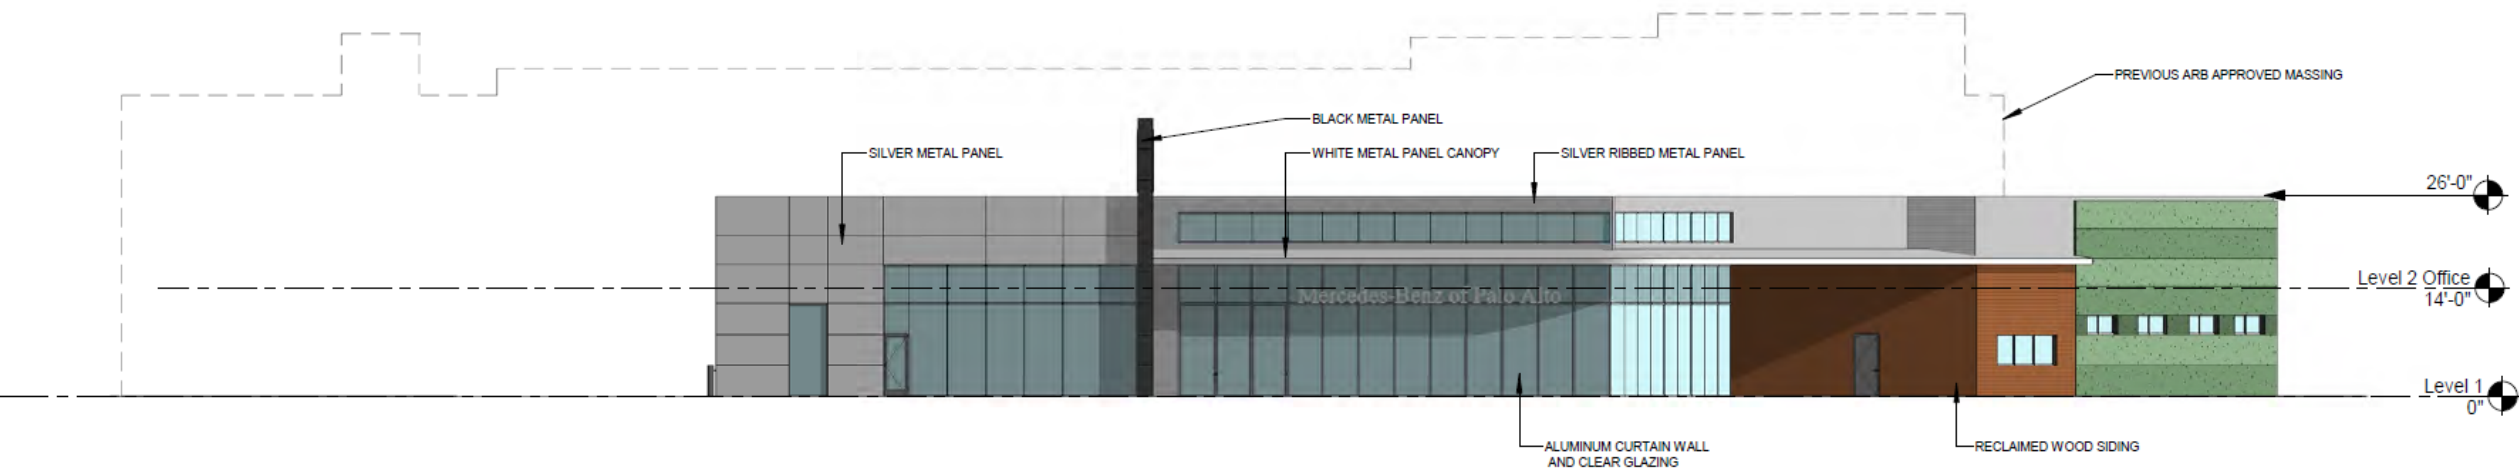 PREVIOUS ARB APPROVED MASSING
BLACK METAL PANEL
SILVER METAL PANEL
WHITE METAL PANEL CANOPY
SILVER RIBBED METAL PANEL
26'-0"
Level 2 Office
14'-0"
Mercedes-Benz of Palo Alto
Level 1
0"
ALUMINUM CURTAIN WALL
AND CLEAR GLAZING
RECLAIMED WOOD SIDING